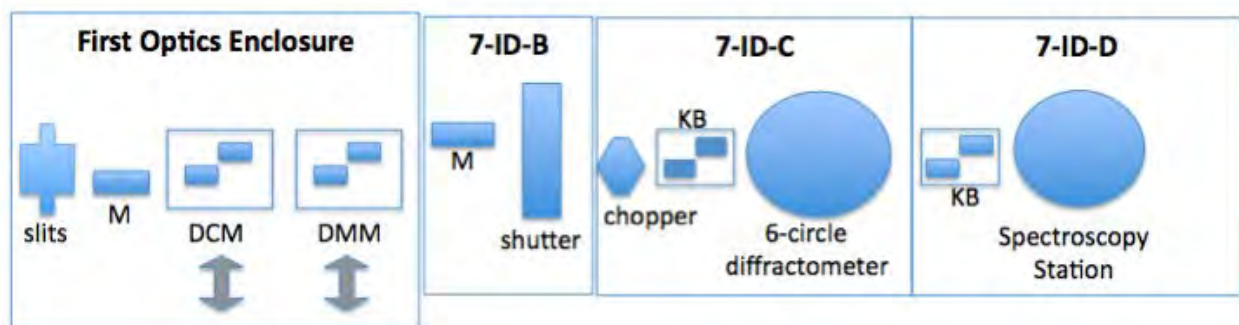 First Optics Enclosure
7-ID-B
7-ID-C
7-ID-D
slits
M
DCM
DMM
M
shutter
chopper
KB
6-circle
diffractometer
KB
Spectroscopy
Station